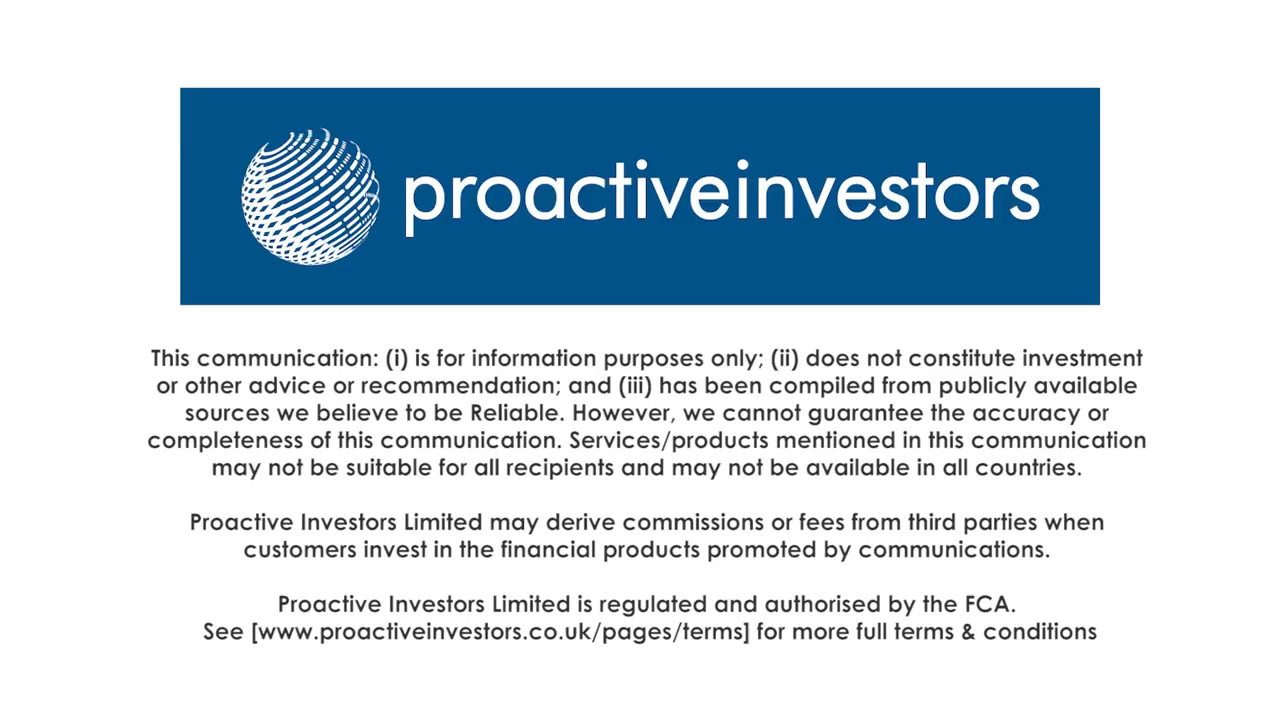 proactiveinvestors
This communication: (i) is for information purposes only; (ii) does not constitute investment
or other advice or recommendation; and (iii) has been compiled from publicly available
sources we believe to be Reliable. However, we cannot guarantee the accuracy or
completeness of this communication. Services/products mentioned in this communication
may not be suitable for all recipients and may not be available in all countries.
Proactive Investors Limited may derive commissions or fees from third parties when
customers invest in the financial products promoted by communications.
Proactive Investors Limited is regulated and authorised by the FCA.
See [www.proactiveinvestors.co.uk/pages/terms] for more full terms & conditions